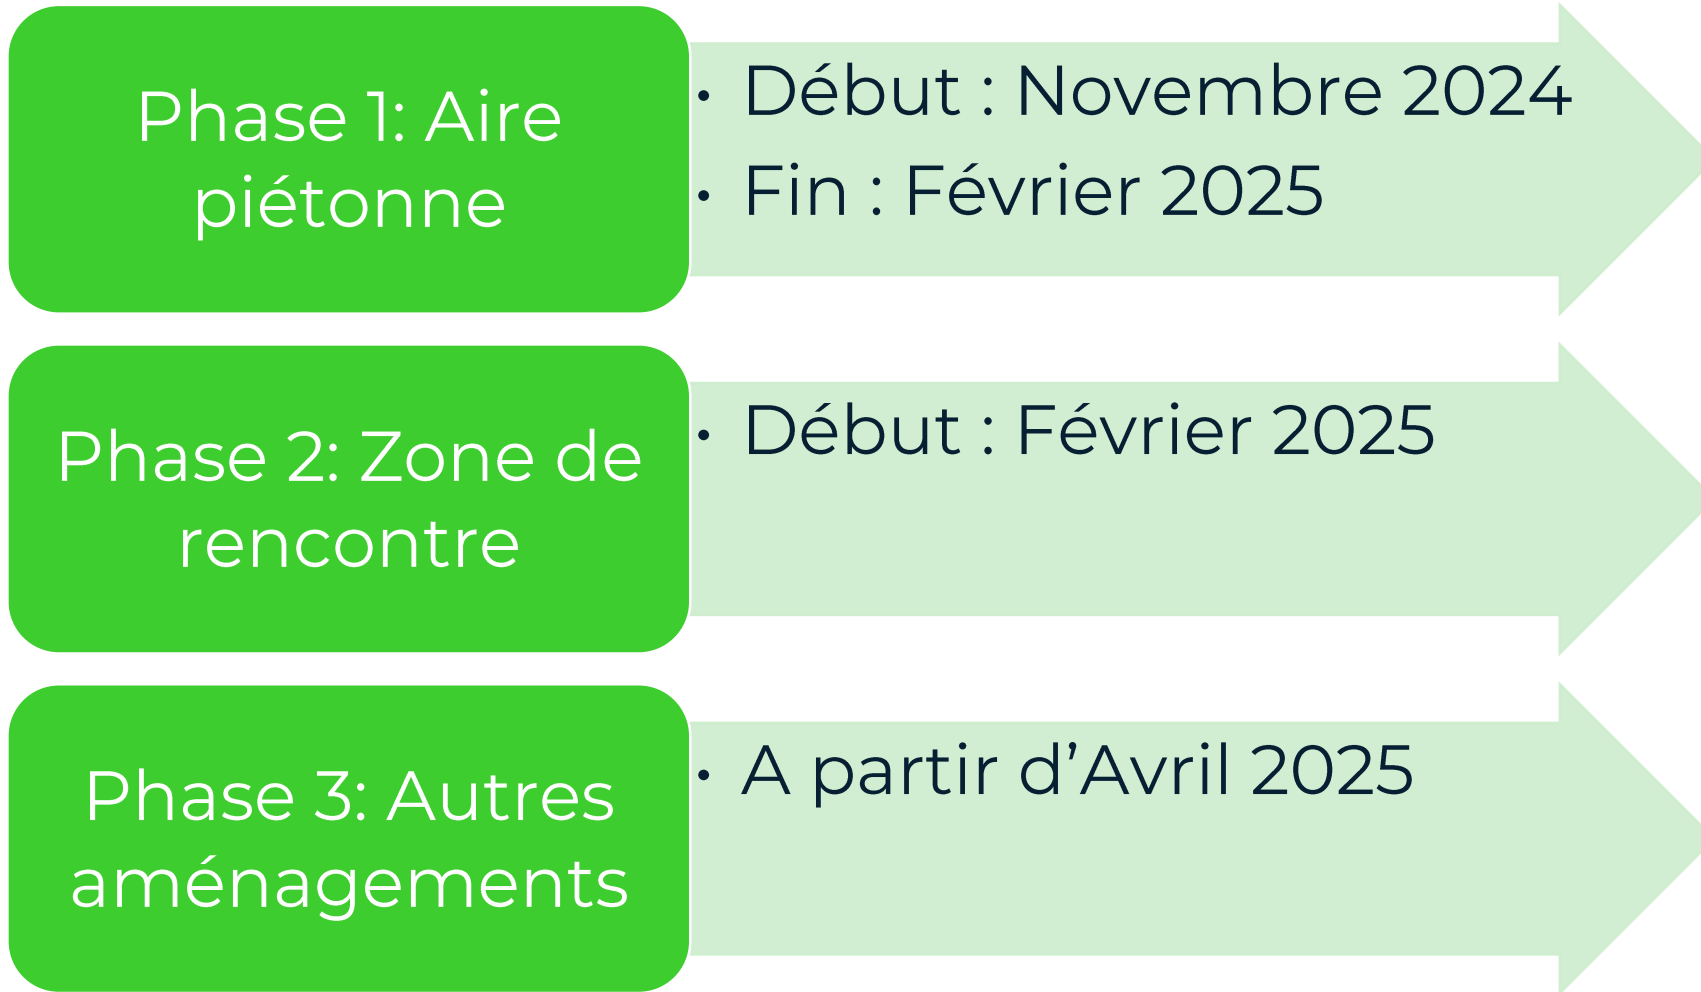 Phase 1: Aire
piétonne
• Début : Novembre 2024
• Fin : Février 2025
Phase 2: Zone de
rencontre
• Début : Février 2025
Phase 3: Autres
aménagements
• A partir d’Avril 2025